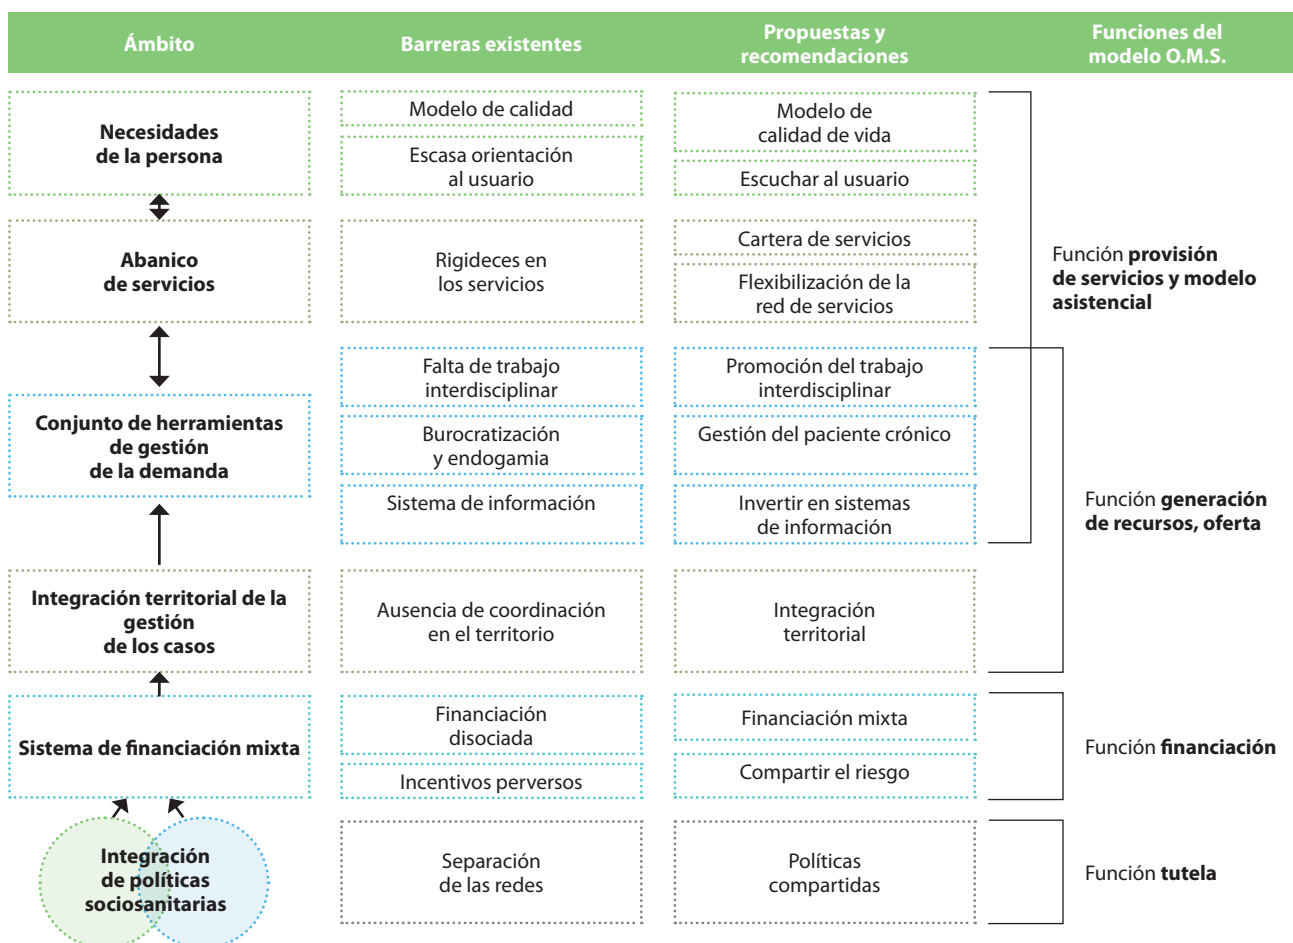 Ámbito
Barreras existentes
Propuestas y
recomendaciones
Funciones del
modelo O.M.S.
Necesidades
de la persona
Modelo de calidad
Escasa orientación
al usuario
Modelo de
calidad de vida
Escuchar al usuario
Abanico
de servicios
Rigideces en
los servicios
Cartera de servicios
Flexibilización de la
red de servicios
Función provisión
de servicios y modelo
asistencial
Conjunto de herramientas
de gestión
de la demanda
Falta de trabajo
interdisciplinar
Burocratización
y endogamia
Sistema de información
Promoción del trabajo
interdisciplinar
Gestión del paciente crónico
Invertir en sistemas
de información
Función generación
de recursos, oferta
Integración territorial de la
gestión
de los casos
Ausencia de coordinación
en el territorio
Integración
territorial
Sistema de financiación mixta
Financiación
disociada
Incentivos perversos
Financiación mixta
Compartir el riesgo
Función financiación
Integración
de políticas
sociosanitarias
Separación
de las redes
Políticas
compartidas
Función tutela